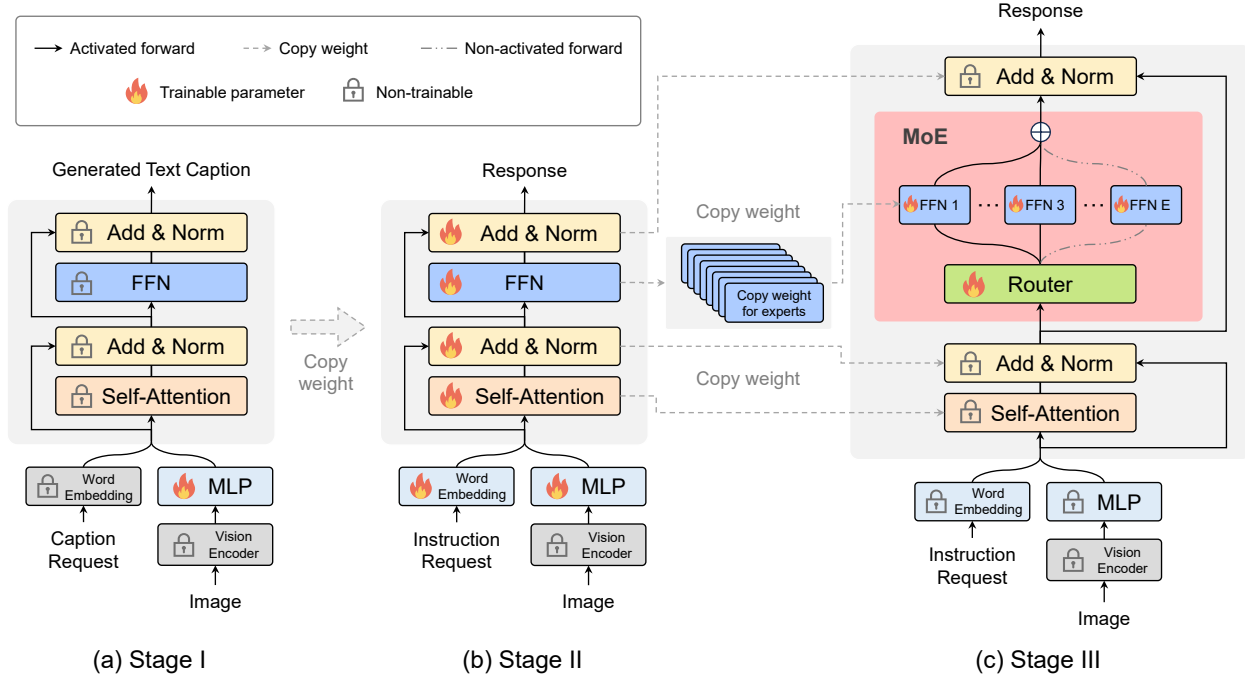 Activated forward
Copy weight
Non-activated forward
Trainable parameter
Non-trainable
Generated Text Caption
Add & Norm
FFN
Add & Norm
Self-Attention
Word
Embedding
MLP
Caption
Request
Vision
Encoder
Image
(a) Stage I
Copy
weight
Response
Add & Norm
FFN
Add & Norm
Self-Attention
Word
Embedding
MLP
Instruction
Request
Vision
Encoder
Image
(b) Stage II
Copy weight
Copy weight
for experts
Copy weight
Response
Add & Norm
MoE
FFN 1
...
FFN 3
...
FFN E
Router
Add & Norm
Self-Attention
Word
Embedding
MLP
Instruction
Request
Vision
Encoder
Image
(c) Stage III